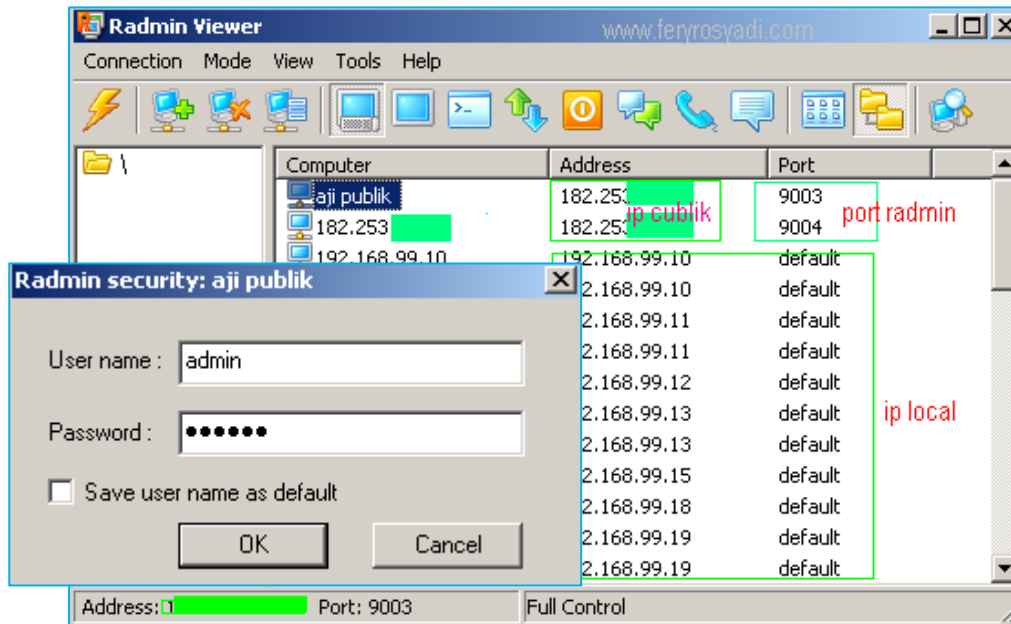 Radmin Viewer
www.feryrosyadi.com
Connection Mode View Tools Help
\
Computer Address Port
aji publik 182.253 9003
182.253 182.253 9004
ip cublik
port radmin
192.168.99.10 192.168.99.10 default
2.168.99.10 default
2.168.99.11 default
2.168.99.11 default
2.168.99.12 default
2.168.99.13 default
2.168.99.13 default
2.168.99.15 default
2.168.99.18 default
2.168.99.19 default
2.168.99.19 default
ip local
Radmin security: aji publik
User name : admin
Password : ••••••
Save user name as default
OK Cancel
Address: Port: 9003 Full Control